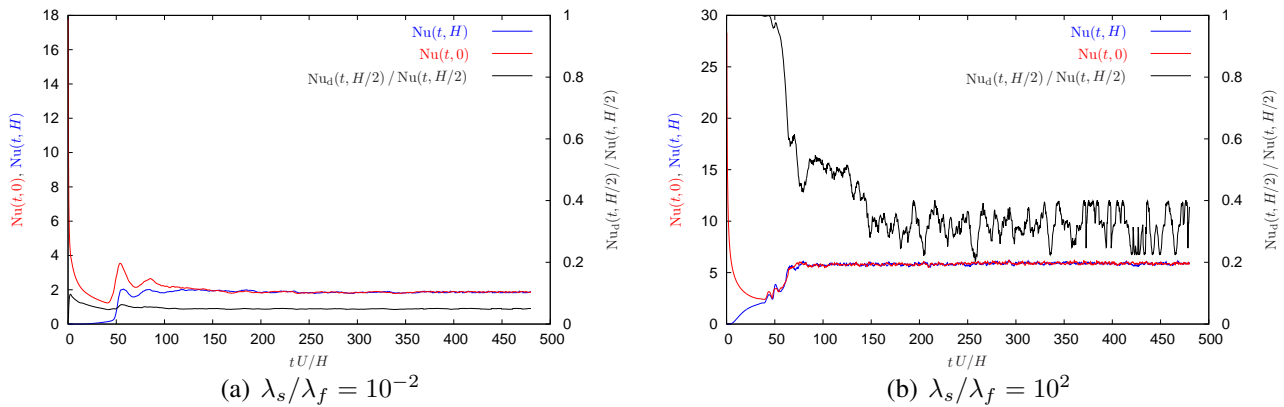 18
16
14
12
10
8
6
4
2
0
1
0.8
0.6
0.4
0.2
0
0 50 100 150 200 250 300 350 400 450 500
Nu(t, H)
Nu(t, 0)
Nu_d(t, H/2) / Nu(t, H/2)
Nu(t, 0), Nu(t, H)
Nu_d(t, H/2) / Nu(t, H/2)
t U/H
(a) λ_s/λ_f = 10^{-2}
30
25
20
15
10
5
0
1
0.8
0.6
0.4
0.2
0
0 50 100 150 200 250 300 350 400 450 500
Nu(t, H)
Nu(t, 0)
Nu_d(t, H/2) / Nu(t, H/2)
Nu(t, 0), Nu(t, H)
Nu_d(t, H/2) / Nu(t, H/2)
t U/H
(b) λ_s/λ_f = 10^2